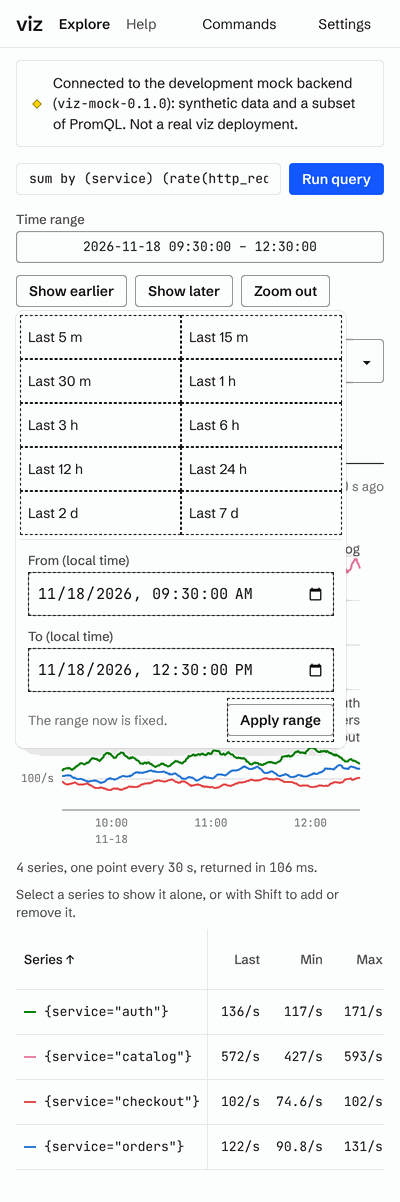 viz Explore Help Commands Settings
Connected to the development mock backend
(viz-mock-0.1.0): synthetic data and a subset
of PromQL. Not a real viz deployment.
sum by (service) (rate(http_rec Run query
Time range
2026-11-18 09:30:00 – 12:30:00
Show earlier Show later Zoom out
Last 5 m Last 15 m
Last 30 m Last 1 h
Last 3 h Last 6 h
Last 12 h Last 24 h
s ago
Last 2 d Last 7 d
og
From (local time)
11/18/2026, 09:30:00 AM
To (local time)
11/18/2026, 12:30:00 PM
uth
ers
out
The range now is fixed. Apply range
100/s
10:00 11:00 12:00
11-18
4 series, one point every 30 s, returned in 106 ms.
Select a series to show it alone, or with Shift to add or
remove it.
Series ↑ Last Min Max
{service="auth"} 136/s 117/s 171/s
{service="catalog"} 572/s 427/s 593/s
{service="checkout"} 102/s 74.6/s 102/s
{service="orders"} 122/s 90.8/s 131/s